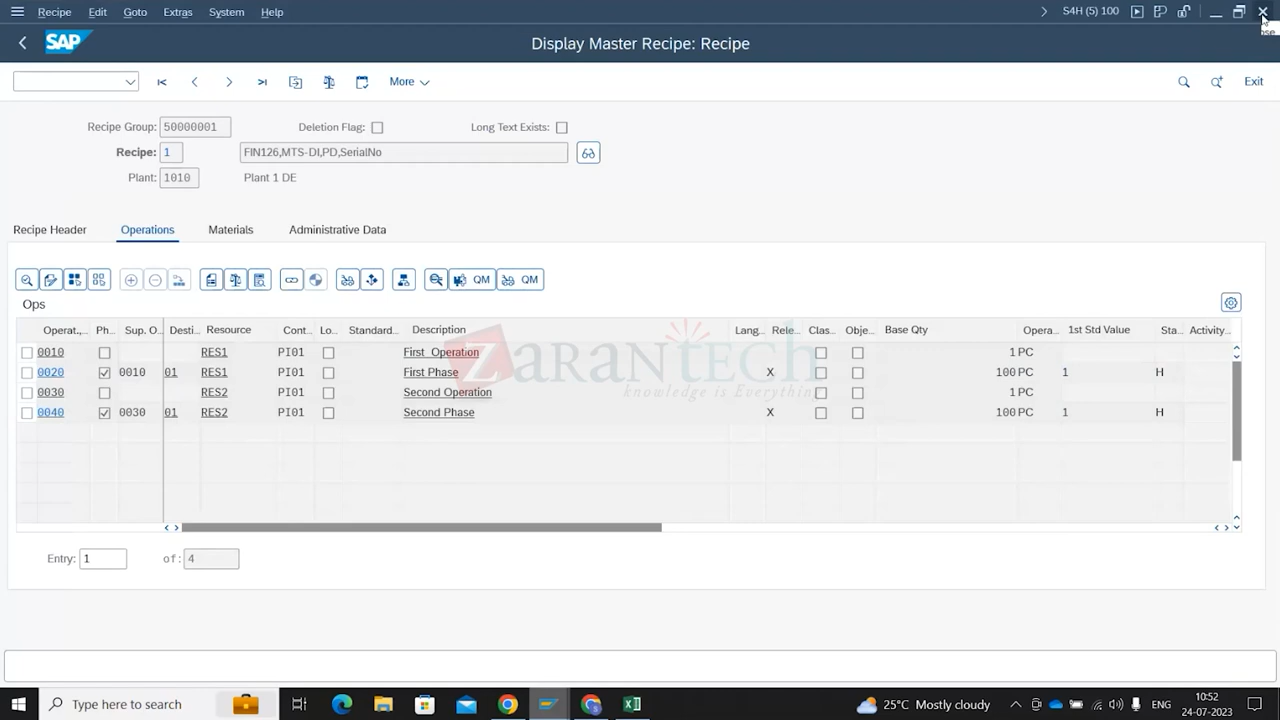 Recipe Edit Goto Extras System Help S4H (5) 100
SAP Display Master Recipe: Recipe
More Exit
Recipe Group: 50000001 Deletion Flag: Long Text Exists:
Recipe: 1 FIN126,MTS-DI,PD,SerialNo
Plant: 1010 Plant 1 DE
Recipe Header Operations Materials Administrative Data
QM QM
Ops
Operat.,.. Ph... Sup. O... Desti... Resource Cont... Lo... Standard... Description Lang... Rele... Clas... Obje... Base Qty Opera... 1st Std Value Sta... Activity...
0010 RES1 PI01 First Operation 1 PC
0020 0010 01 RES1 PI01 First Phase X 100 PC 1 H
0030 RES2 PI01 Second Operation 1 PC
0040 0030 01 RES2 PI01 Second Phase X 100 PC 1 H
ZaranTech
knowledge is Everything
Entry: 1 of: 4
Type here to search 25°C Mostly cloudy ENG 10:52
24-07-2023